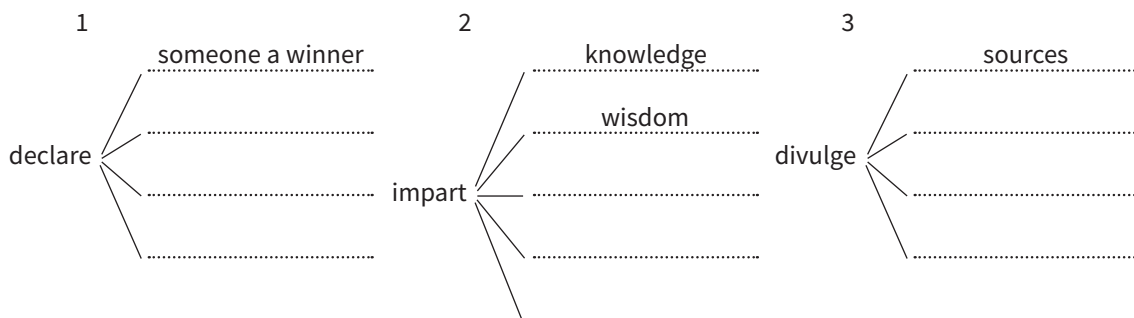 1
someone a winner
declare
2
knowledge
wisdom
impart
3
sources
divulge